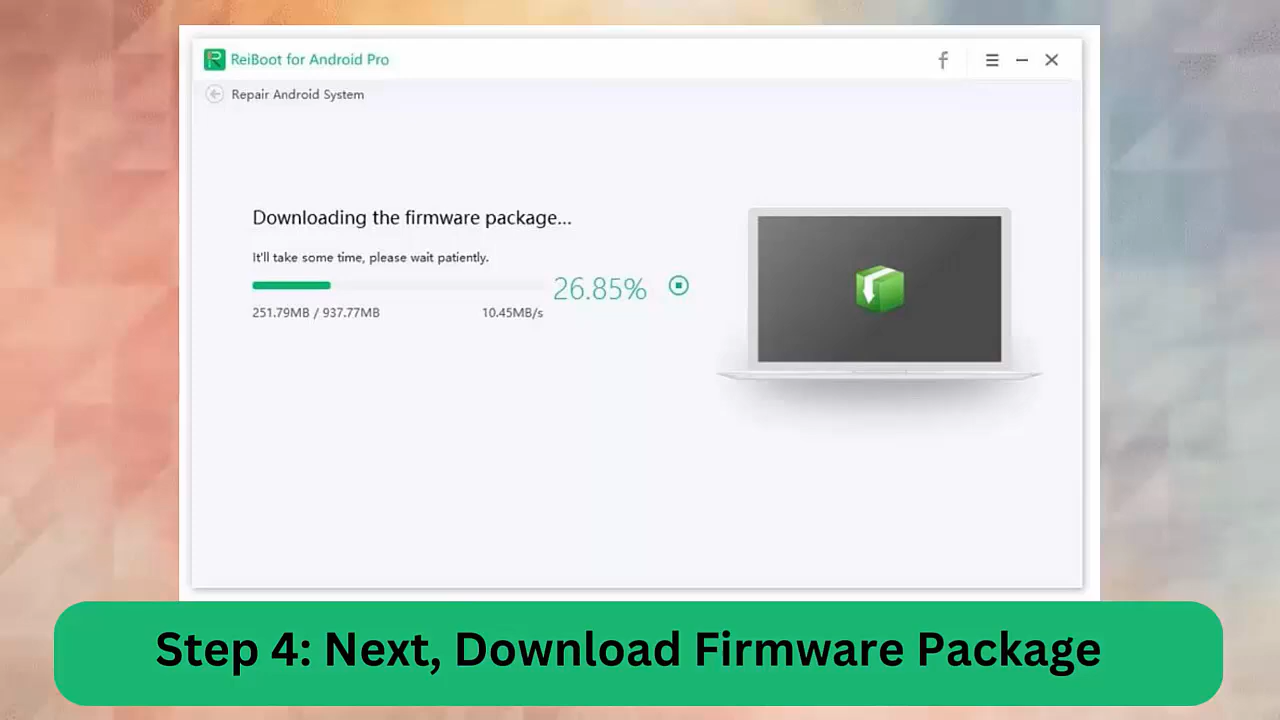 ReiBoot for Android Pro
Repair Android System
Downloading the firmware package...
It'll take some time, please wait patiently.
26.85%
251.79MB / 937.77MB
10.45MB/s
Step 4: Next, Download Firmware Package